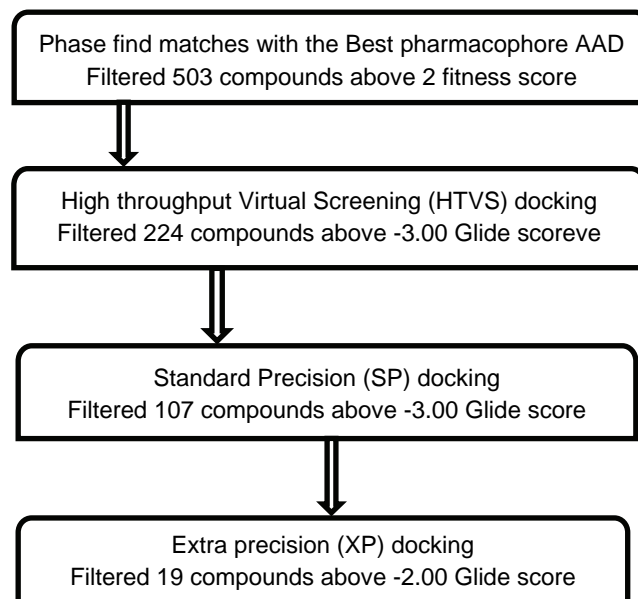 Phase find matches with the Best pharmacophore AAD
Filtered 503 compounds above 2 fitness score
High throughput Virtual Screening (HTVS) docking
Filtered 224 compounds above -3.00 Glide scoreve
Standard Precision (SP) docking
Filtered 107 compounds above -3.00 Glide score
Extra precision (XP) docking
Filtered 19 compounds above -2.00 Glide score